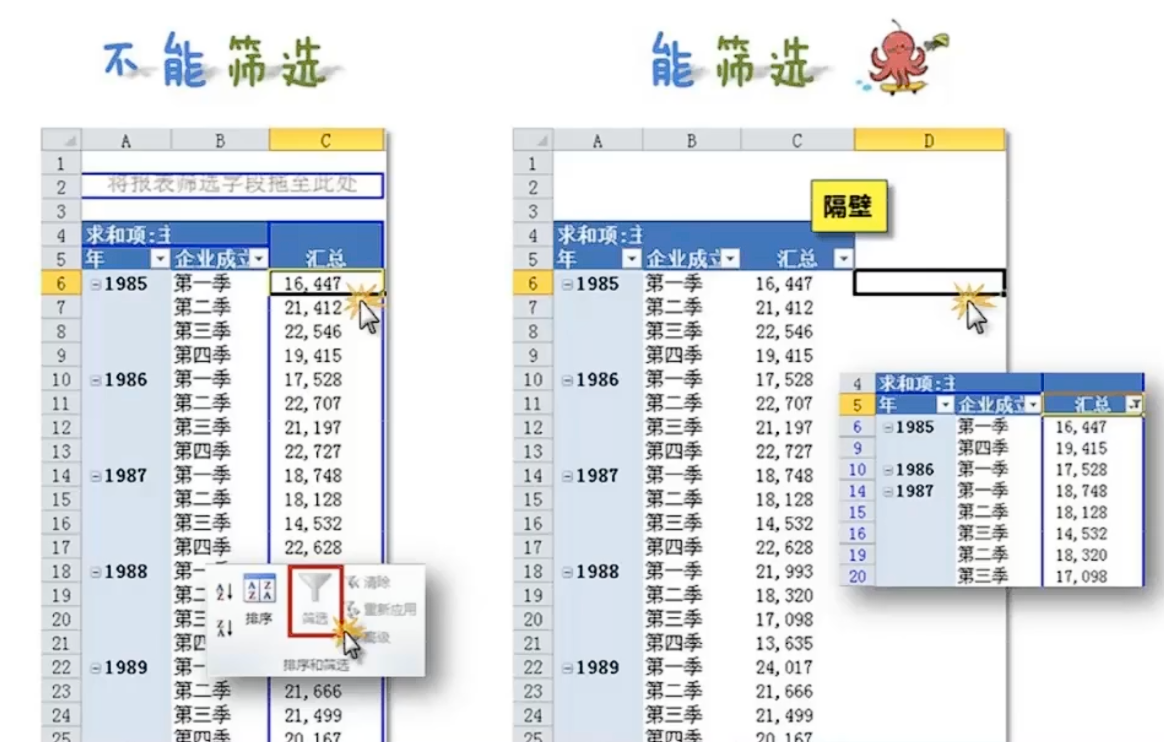 不能筛选
能筛选
A B C
1
2 将报表筛选字段拖至此处
3
4 求和项:主
5 年 企业成立 汇总
6 1985 第一季 16,447
7 第二季 21,412
8 第三季 22,546
9 第四季 19,415
10 1986 第一季 17,528
11 第二季 22,707
12 第三季 21,197
13 第四季 22,727
14 1987 第一季 18,748
15 第二季 18,128
16 第三季 14,532
17 第四季 22,628
18 1988 第一
19 第二
20 第三
21 第四
22 1989 第一
23 第二季 21,666
24 第三季 21,499
25 第四季 20,167
清除
重新应用
高级
排序
筛选
排序和筛选
A B C D
1
2
3
隔壁
4 求和项:主
5 年 企业成立 汇总
6 1985 第一季 16,447
7 第二季 21,412
8 第三季 22,546
9 第四季 19,415
10 1986 第一季 17,528
11 第二季 22,707
12 第三季 21,197
13 第四季 22,727
14 1987 第一季 18,748
15 第二季 18,128
16 第三季 14,532
17 第四季 22,628
18 1988 第一季 21,993
19 第二季 18,320
20 第三季 17,098
21 第四季 13,635
22 1989 第一季 24,017
23 第二季 21,666
24 第三季 21,499
25 第四季 20,167
4 求和项:主
5 年 企业成立 汇总
6 1985 第一季 16,447
9 第四季 19,415
10 1986 第一季 17,528
14 1987 第一季 18,748
15 第二季 18,128
16 第三季 14,532
19 第二季 18,320
20 第三季 17,098